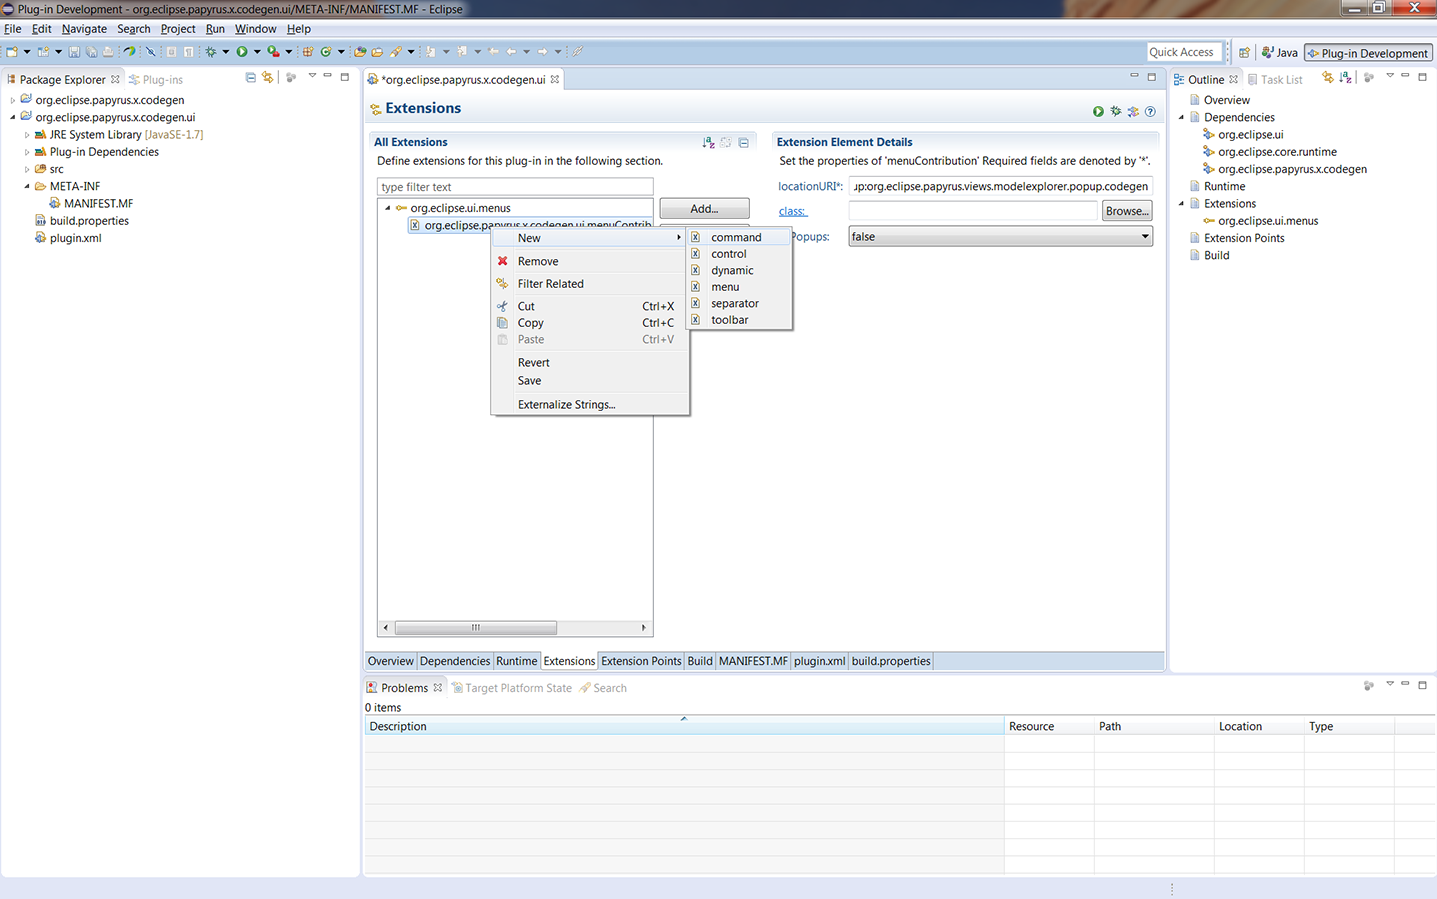 Plug-in Development - org.eclipse.papyrus.x.codegen.ui/META-INF/MANIFEST.MF - Eclipse
File Edit Navigate Search Project Run Window Help
Quick Access
Java
Plug-in Development
Package Explorer
Plug-ins
org.eclipse.papyrus.x.codegen
org.eclipse.papyrus.x.codegen.ui
JRE System Library [JavaSE-1.7]
Plug-in Dependencies
src
META-INF
MANIFEST.MF
build.properties
plugin.xml
*org.eclipse.papyrus.x.codegen.ui
Extensions
All Extensions
Define extensions for this plug-in in the following section.
type filter text
org.eclipse.ui.menus
org.eclipse.papyrus.x.codegen.ui.menuContrib
Add...
New
Remove
Filter Related
Cut Ctrl+X
Copy Ctrl+C
Paste Ctrl+V
Revert
Save
Externalize Strings...
command
control
dynamic
menu
separator
toolbar
Extension Element Details
Set the properties of 'menuContribution' Required fields are denoted by '*'.
locationURI*: up:org.eclipse.papyrus.views.modelexplorer.popup.codegen
class: Browse...
Popups: false
Overview Dependencies Runtime Extensions Extension Points Build MANIFEST.MF plugin.xml build.properties
Outline
Task List
Overview
Dependencies
org.eclipse.ui
org.eclipse.core.runtime
org.eclipse.papyrus.x.codegen
Runtime
Extensions
org.eclipse.ui.menus
Extension Points
Build
Problems
Target Platform State
Search
0 items
Description Resource Path Location Type